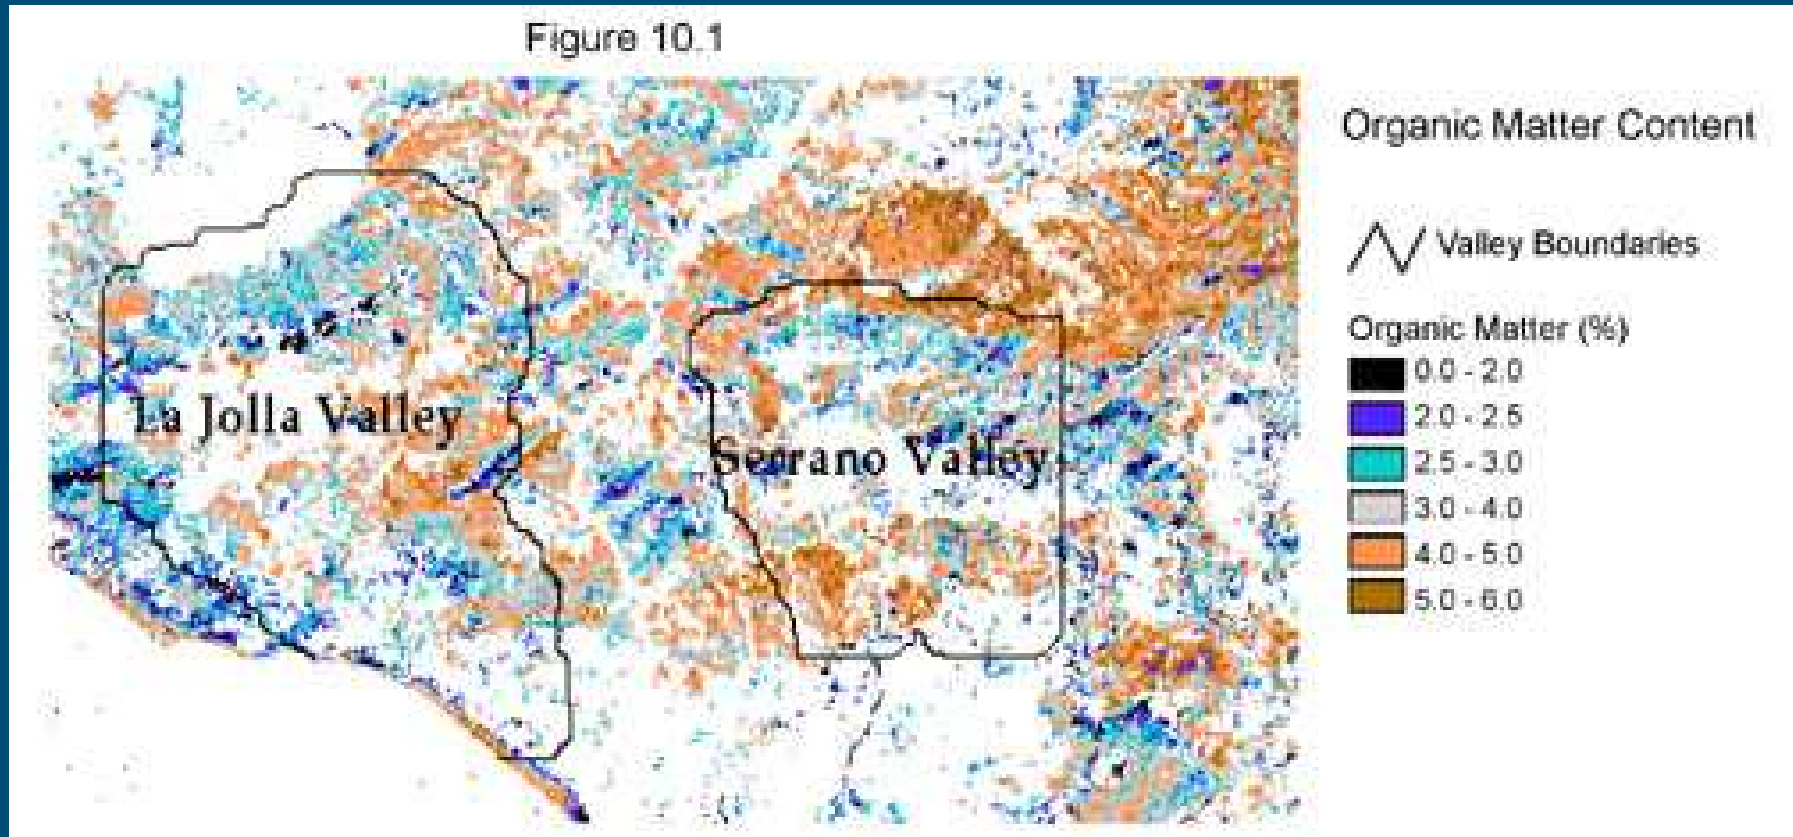 Figure 10.1
Organic Matter Content
Valley Boundaries
Organic Matter (%)
0.0 - 2.0
2.0 - 2.5
2.5 - 3.0
3.0 - 4.0
4.0 - 5.0
5.0 - 6.0
La Jolla Valley
Serrano Valley